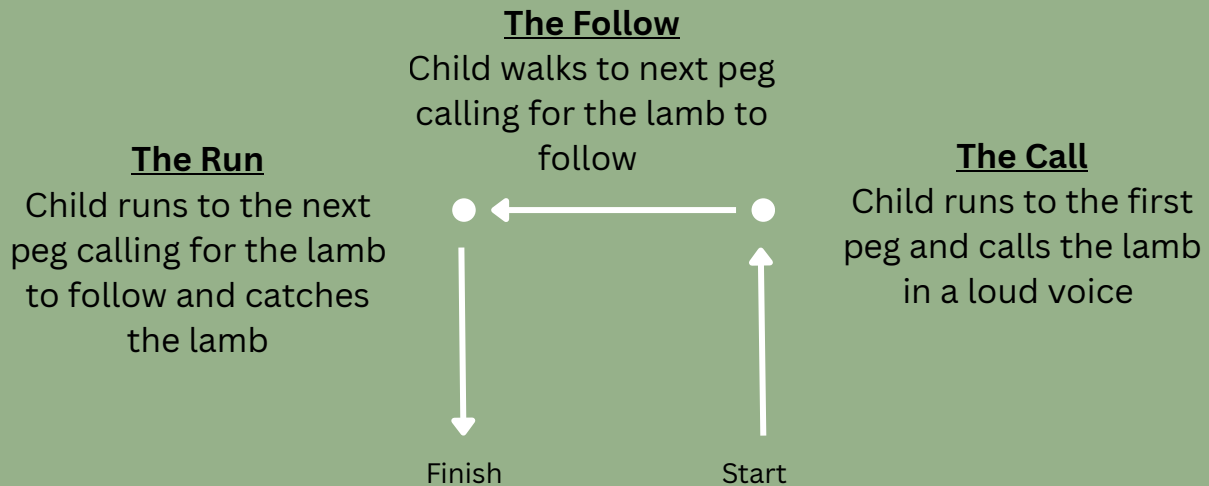 The Follow
Child walks to next peg
calling for the lamb to
follow
The Run
Child runs to the next
peg calling for the lamb
to follow and catches
the lamb
The Call
Child runs to the first
peg and calls the lamb
in a loud voice
Finish
Start